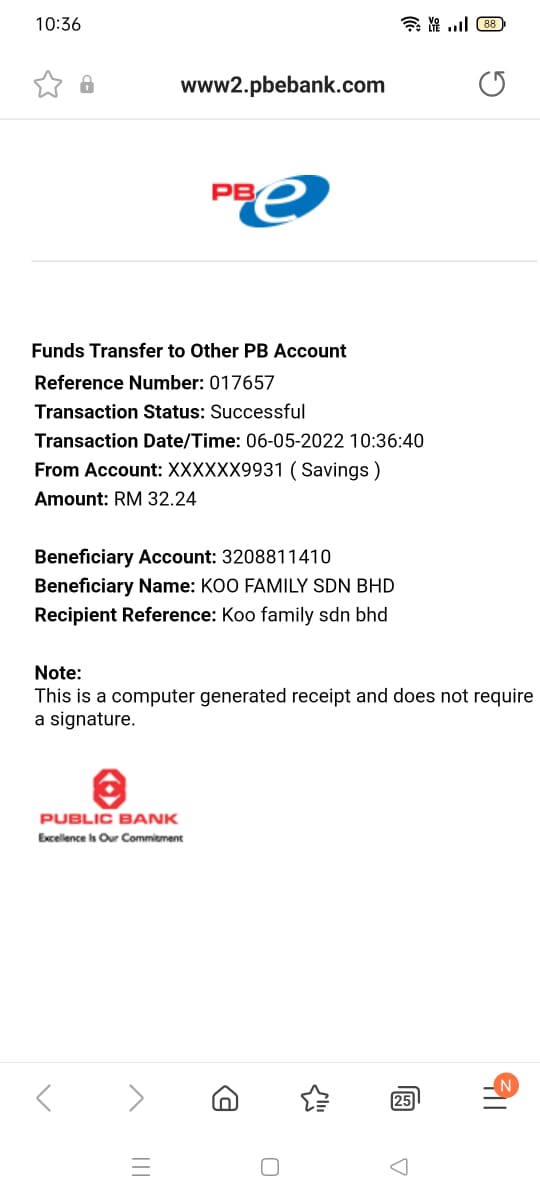 10:36
Vo LTE 88
www2.pbebank.com
PBe
Funds Transfer to Other PB Account
Reference Number: 017657
Transaction Status: Successful
Transaction Date/Time: 06-05-2022 10:36:40
From Account: XXXXXX9931 ( Savings )
Amount: RM 32.24
Beneficiary Account: 3208811410
Beneficiary Name: KOO FAMILY SDN BHD
Recipient Reference: Koo family sdn bhd
Note:
This is a computer generated receipt and does not require
a signature.
PUBLIC BANK
Excellence Is Our Commitment
25 N